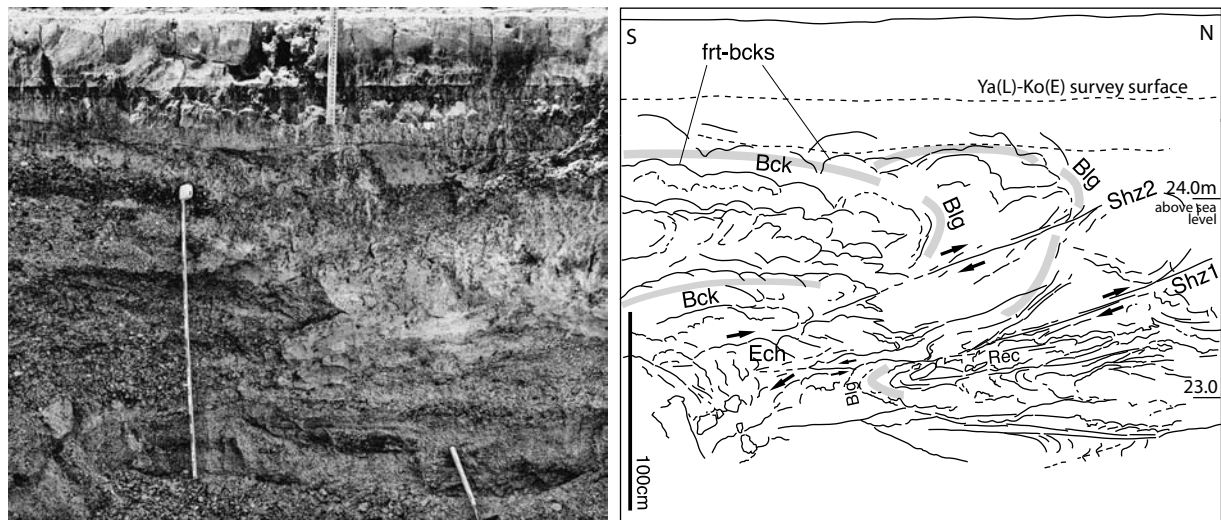 S
N
frt-bcks
Ya(L)-Ko(E) survey surface
Bck
Blg
Blg
Shz2
24.0m
above sea
level
Bck
Shz1
Ech
Rec
Blg
23.0
100cm